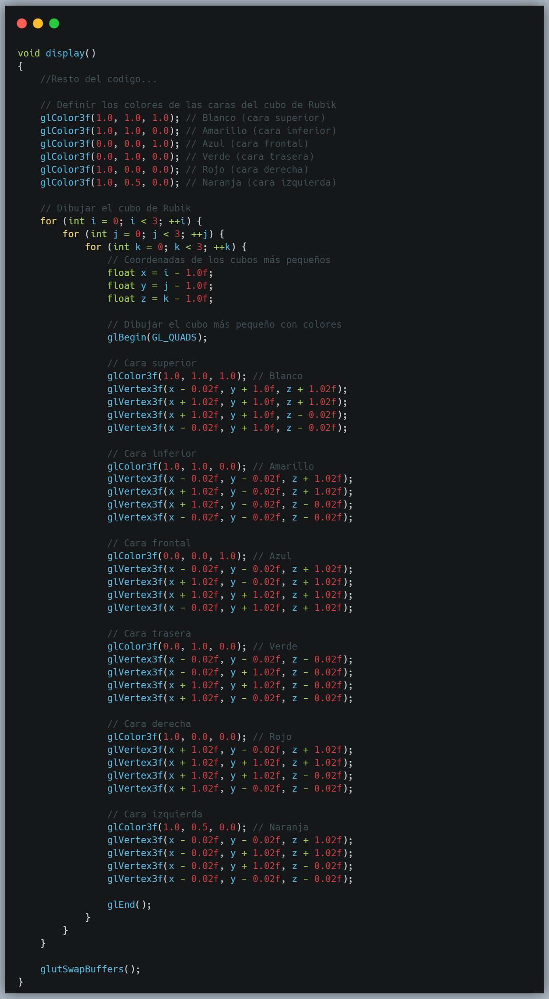 void display()
{
    //Resto del codigo...

    // Definir los colores de las caras del cubo de Rubik
    glColor3f(1.0, 1.0, 1.0); // Blanco (cara superior)
    glColor3f(1.0, 1.0, 0.0); // Amarillo (cara inferior)
    glColor3f(0.0, 0.0, 1.0); // Azul (cara frontal)
    glColor3f(0.0, 1.0, 0.0); // Verde (cara trasera)
    glColor3f(1.0, 0.0, 0.0); // Rojo (cara derecha)
    glColor3f(1.0, 0.5, 0.0); // Naranja (cara izquierda)

    // Dibujar el cubo de Rubik
    for (int i = 0; i < 3; ++i) {
        for (int j = 0; j < 3; ++j) {
            for (int k = 0; k < 3; ++k) {
                // Coordenadas de los cubos más pequeños
                float x = i - 1.0f;
                float y = j - 1.0f;
                float z = k - 1.0f;

                // Dibujar el cubo más pequeño con colores
                glBegin(GL_QUADS);

                // Cara superior
                glColor3f(1.0, 1.0, 1.0); // Blanco
                glVertex3f(x - 0.02f, y + 1.0f, z + 1.02f);
                glVertex3f(x + 1.02f, y + 1.0f, z + 1.02f);
                glVertex3f(x + 1.02f, y + 1.0f, z - 0.02f);
                glVertex3f(x - 0.02f, y + 1.0f, z - 0.02f);

                // Cara inferior
                glColor3f(1.0, 1.0, 0.0); // Amarillo
                glVertex3f(x - 0.02f, y - 0.02f, z + 1.02f);
                glVertex3f(x + 1.02f, y - 0.02f, z + 1.02f);
                glVertex3f(x + 1.02f, y - 0.02f, z - 0.02f);
                glVertex3f(x - 0.02f, y - 0.02f, z - 0.02f);

                // Cara frontal
                glColor3f(0.0, 0.0, 1.0); // Azul
                glVertex3f(x - 0.02f, y - 0.02f, z + 1.02f);
                glVertex3f(x + 1.02f, y - 0.02f, z + 1.02f);
                glVertex3f(x + 1.02f, y + 1.02f, z + 1.02f);
                glVertex3f(x - 0.02f, y + 1.02f, z + 1.02f);

                // Cara trasera
                glColor3f(0.0, 1.0, 0.0); // Verde
                glVertex3f(x - 0.02f, y - 0.02f, z - 0.02f);
                glVertex3f(x - 0.02f, y + 1.02f, z - 0.02f);
                glVertex3f(x + 1.02f, y + 1.02f, z - 0.02f);
                glVertex3f(x + 1.02f, y - 0.02f, z - 0.02f);

                // Cara derecha
                glColor3f(1.0, 0.0, 0.0); // Rojo
                glVertex3f(x + 1.02f, y - 0.02f, z + 1.02f);
                glVertex3f(x + 1.02f, y + 1.02f, z + 1.02f);
                glVertex3f(x + 1.02f, y + 1.02f, z - 0.02f);
                glVertex3f(x + 1.02f, y - 0.02f, z - 0.02f);

                // Cara izquierda
                glColor3f(1.0, 0.5, 0.0); // Naranja
                glVertex3f(x - 0.02f, y - 0.02f, z + 1.02f);
                glVertex3f(x - 0.02f, y + 1.02f, z + 1.02f);
                glVertex3f(x - 0.02f, y + 1.02f, z - 0.02f);
                glVertex3f(x - 0.02f, y - 0.02f, z - 0.02f);

                glEnd();
            }
        }
    }

    glutSwapBuffers();
}